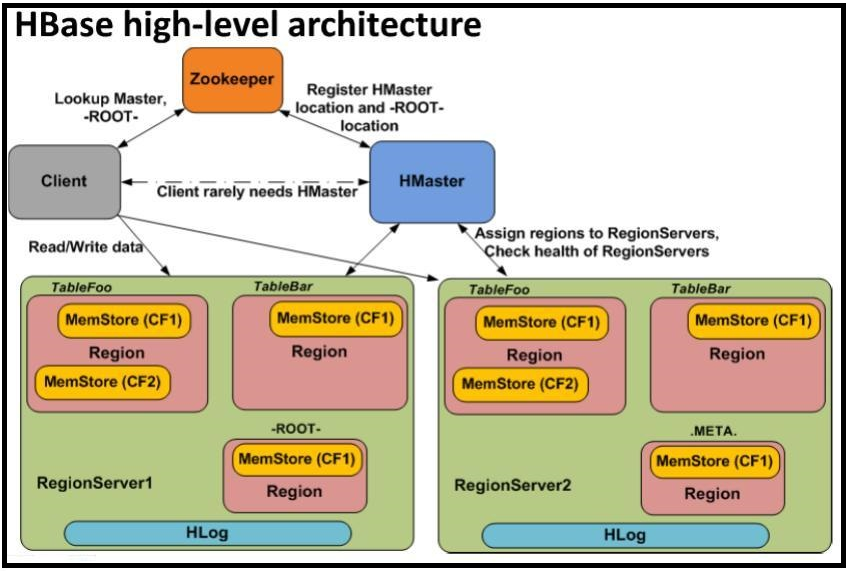 HBase high-level architecture
Zookeeper
Lookup Master,
-ROOT-
Register HMaster
location and -ROOT-
location
Client
Client rarely needs HMaster
HMaster
Read/Write data
Assign regions to RegionServers,
Check health of RegionServers
TableFoo
MemStore (CF1)
Region
MemStore (CF2)
TableBar
MemStore (CF1)
Region
-ROOT-
MemStore (CF1)
Region
RegionServer1
HLog
TableFoo
MemStore (CF1)
Region
MemStore (CF2)
TableBar
MemStore (CF1)
Region
.META.
MemStore (CF1)
Region
RegionServer2
HLog